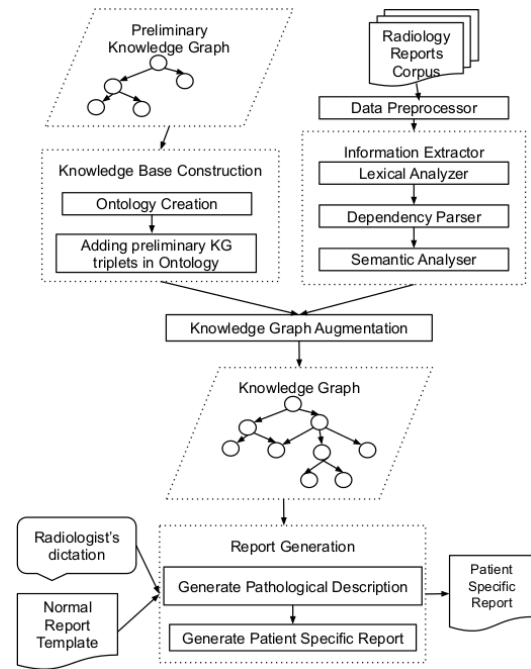 Preliminary
Knowledge Graph
Radiology
Reports
Corpus
Data Preprocessor
Knowledge Base Construction
Ontology Creation
Adding preliminary KG
triplets in Ontology
Information Extractor
Lexical Analyzer
Dependency Parser
Semantic Analyser
Knowledge Graph Augmentation
Knowledge Graph
Radiologist's
dictation
Normal
Report
Template
Report Generation
Generate Pathological Description
Generate Patient Specific Report
Patient
Specific
Report